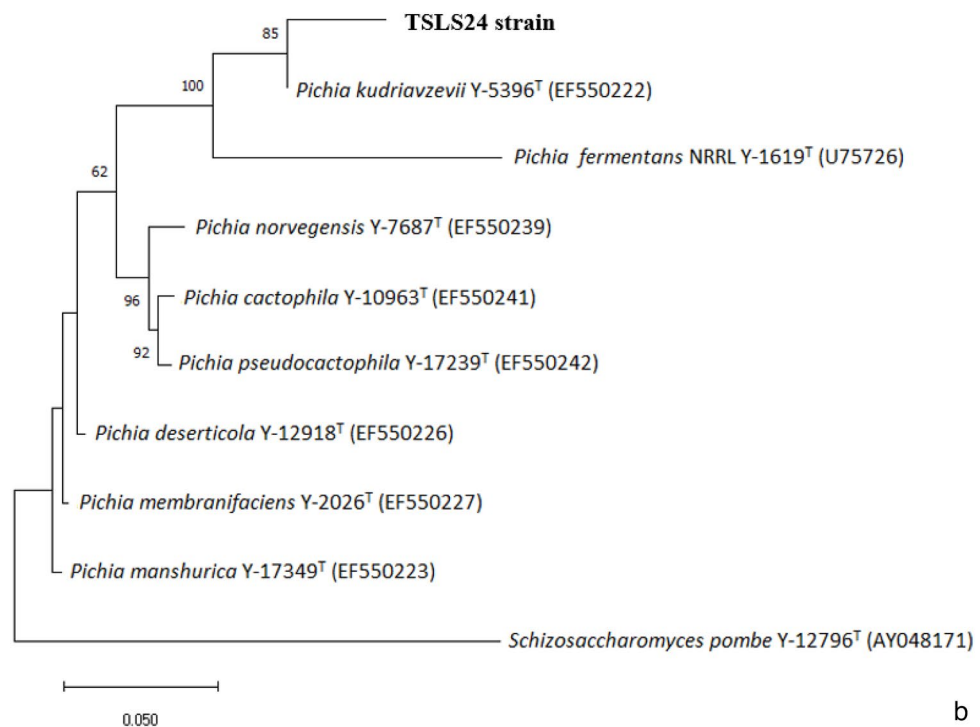 TSLS24 strain
85
Pichia kudriavzevii Y-5396ᵀ (EF550222)
100
Pichia fermentans NRRL Y-1619ᵀ (U75726)
62
Pichia norvegensis Y-7687ᵀ (EF550239)
96
Pichia cactophila Y-10963ᵀ (EF550241)
92
Pichia pseudocactophila Y-17239ᵀ (EF550242)
Pichia deserticola Y-12918ᵀ (EF550226)
Pichia membranifaciens Y-2026ᵀ (EF550227)
Pichia manshurica Y-17349ᵀ (EF550223)
Schizosaccharomyces pombe Y-12796ᵀ (AY048171)
0.050
b